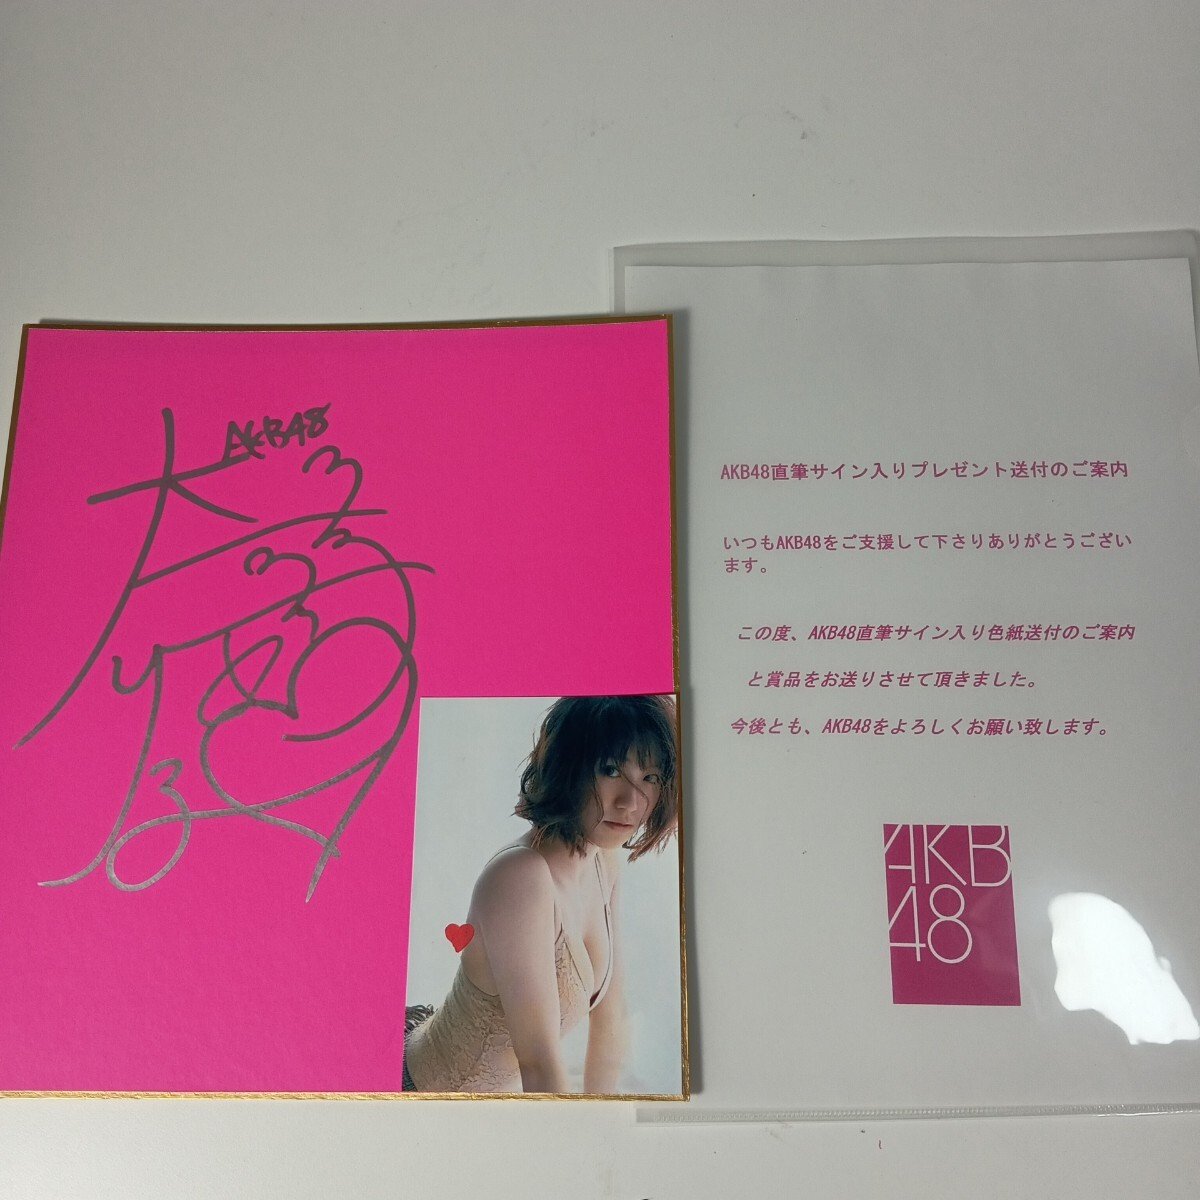 AKB48
AKB48直筆サイン入りプレゼント送付のご案内
いつもAKB48をご支援して下さりありがとうござい
ます。
この度、AKB48直筆サイン入り色紙送付のご案内
と賞品をお送りさせて頂きました。
今後とも、AKB48をよろしくお願い致します。
AKB
48